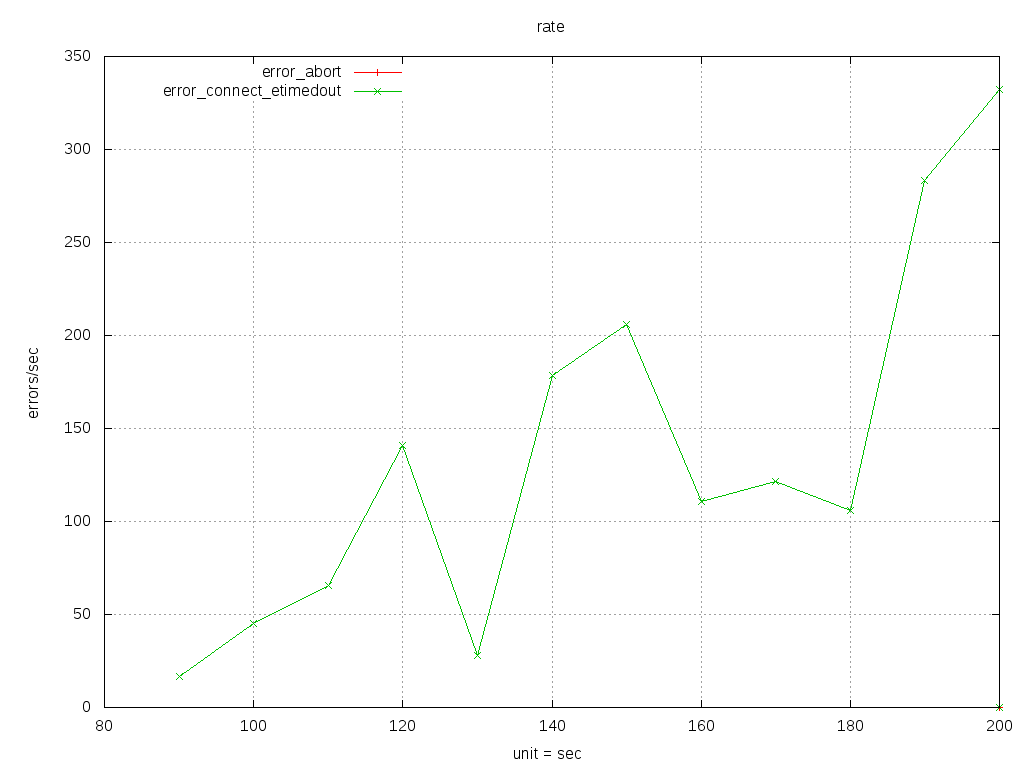 rate
350
error_abort
error_connect_etimedout
300
250
200
errors/sec
150
100
50
0
80 100 120 140 160 180 200
unit = sec